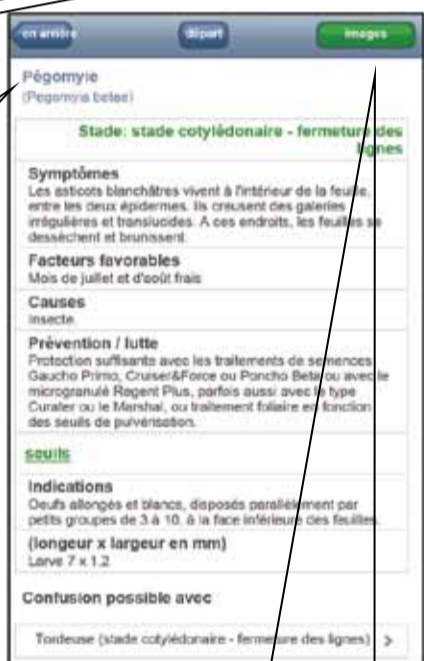 en arrière
départ
images
Pégomyie
(Pegomyia betae)
Stade: stade cotylédonaire - fermeture des
lignes
Symptômes
Les asticots blanchâtres vivent à l'intérieur de la feuille,
entre les deux épidermes. Ils creusent des galeries
irrégulières et translucides. A ces endroits, les feuilles se
dessèchent et brunissent.
Facteurs favorables
Mois de juillet et d'août frais
Causes
Insecte.
Prévention / lutte
Protection suffisante avec les traitements de semences
Gaucho Primo, Cruiser&Force ou Poncho Beta ou avec le
microgranulé Regent Plus, parfois aussi avec le type
Curater ou le Marshal, ou traitement foliaire en fonction
des seuils de pulvérisation.
seuils
Indications
Oeufs allongés et blancs, disposés parallèlement par
petits groupes de 3 à 10, à la face inférieure des feuilles.
(longeur x largeur en mm)
Larve 7 x 1.2
Confusion possible avec
Tordeuse (stade cotylédonaire - fermeture des lignes) >